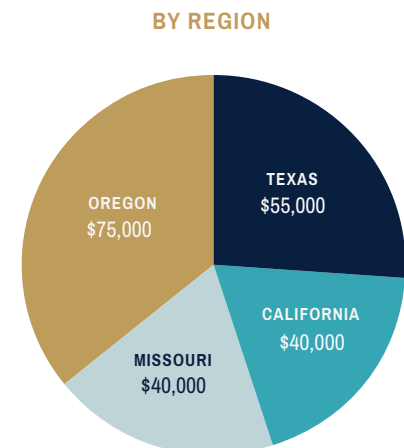 BY REGION
TEXAS
$55,000
OREGON
$75,000
CALIFORNIA
$40,000
MISSOURI
$40,000